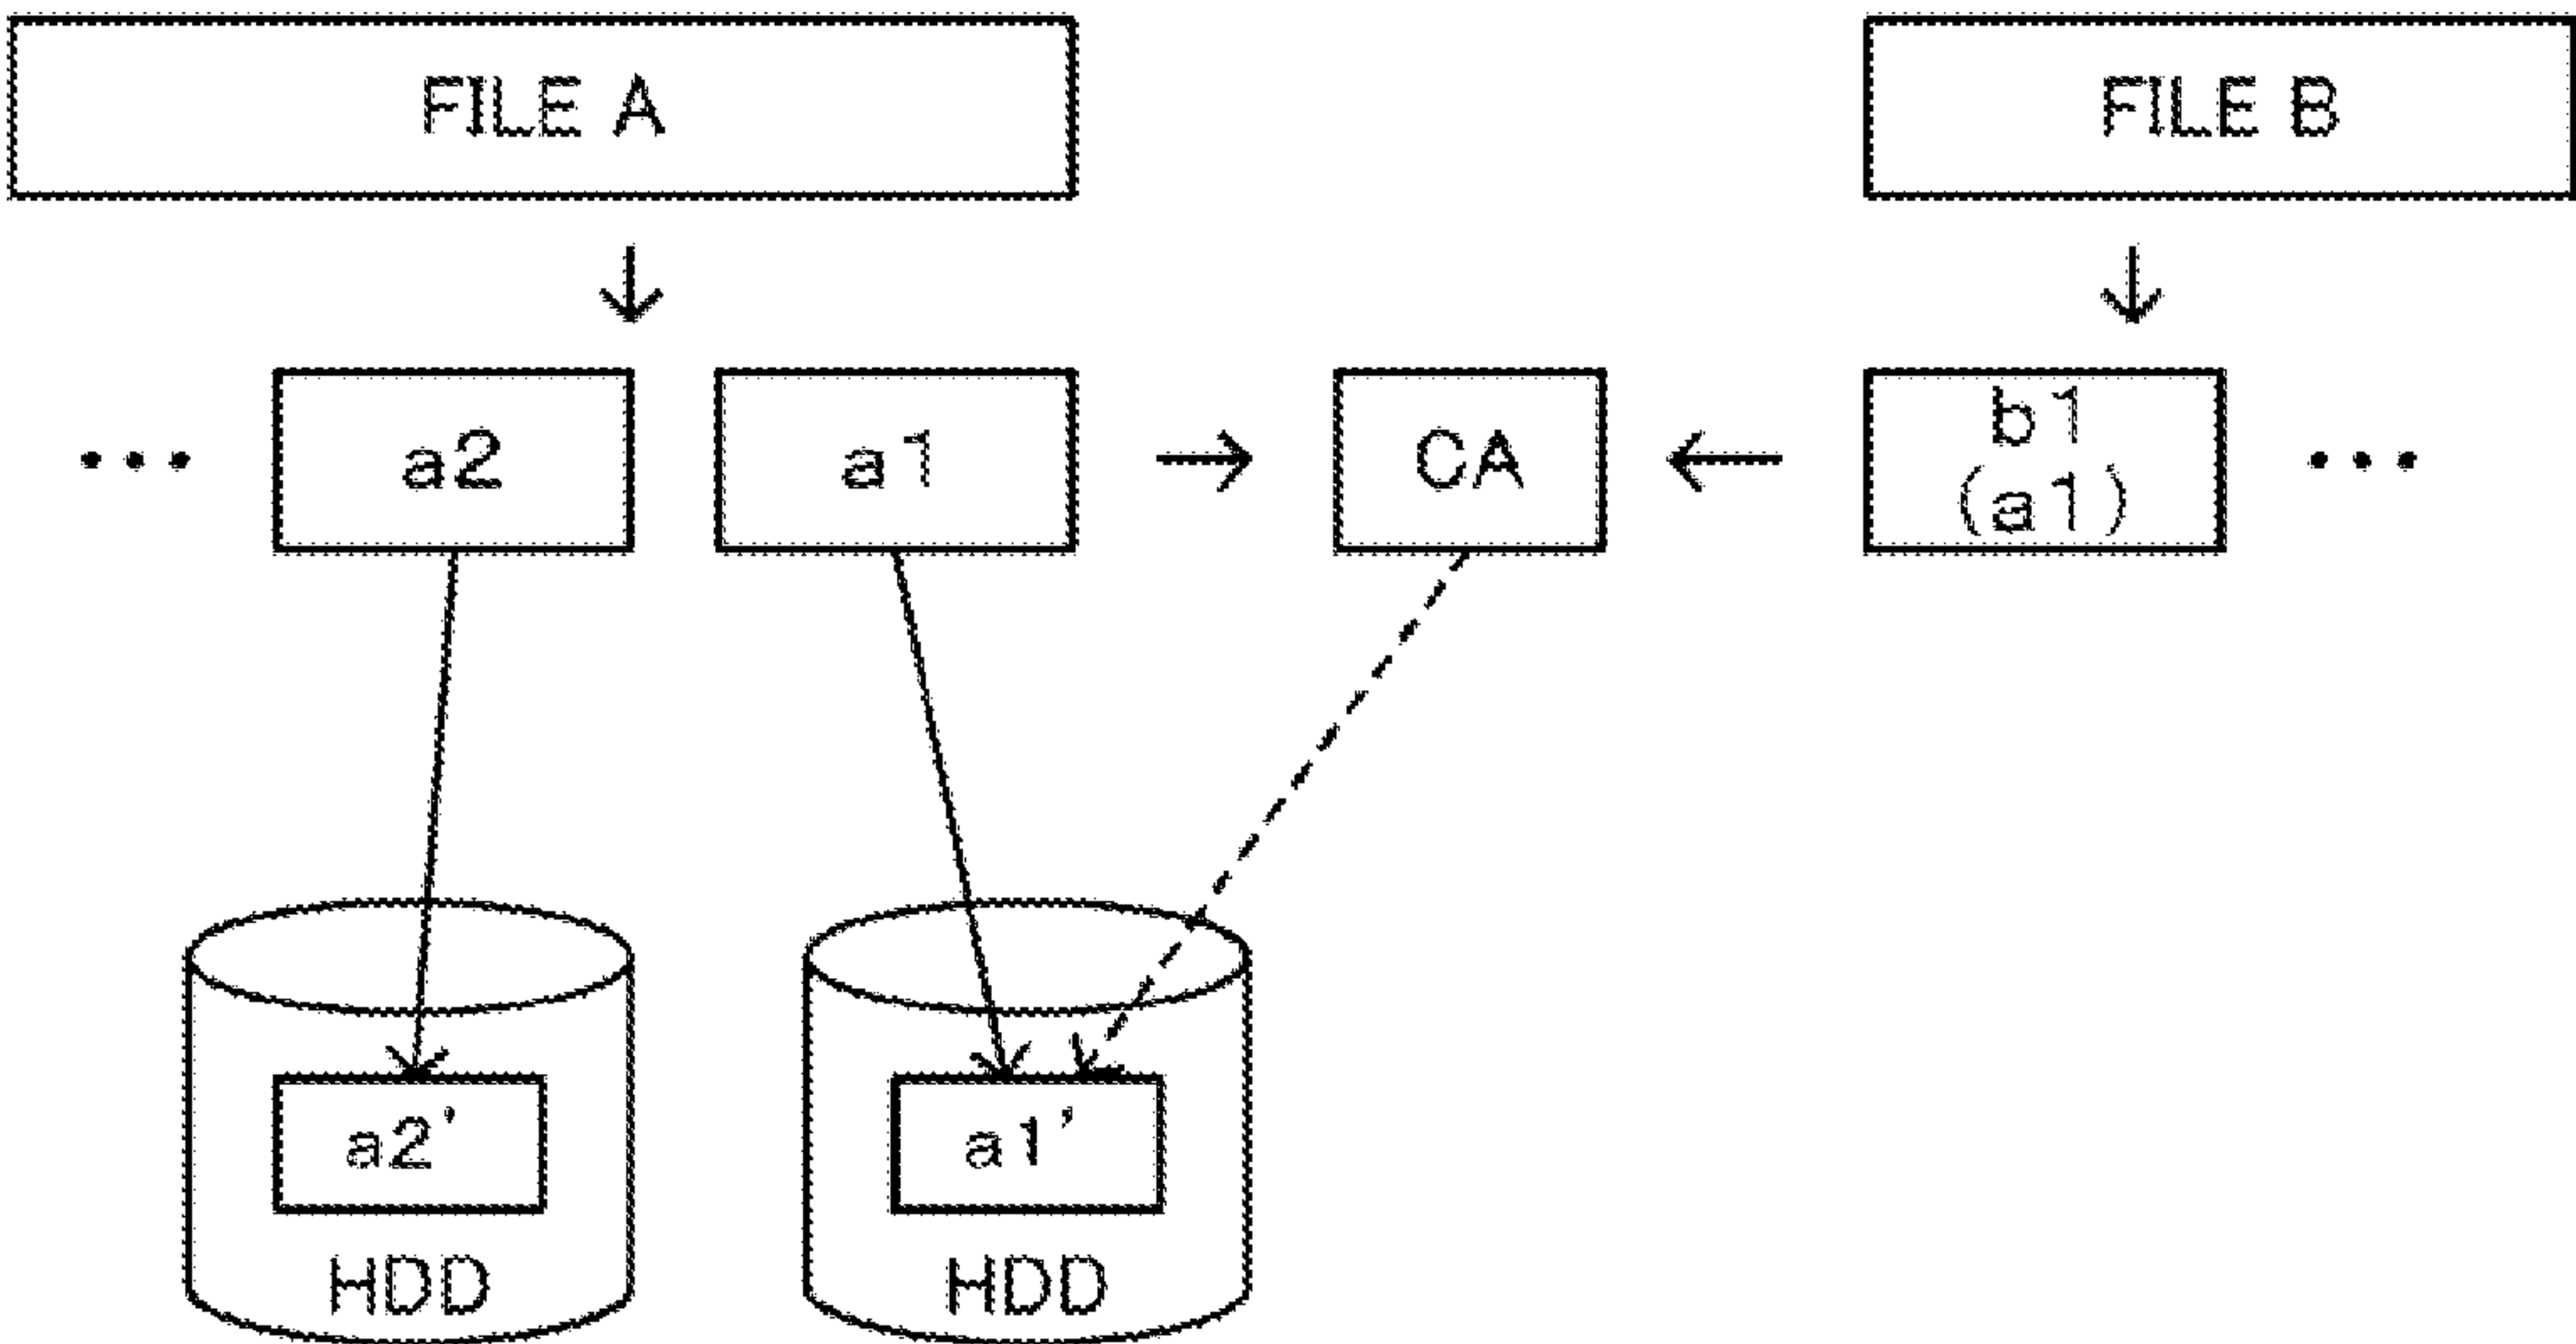 FILE A
FILE B
... a2
a1
CA
b1
(a1)
...
a2'
a1'
HDD
HDD